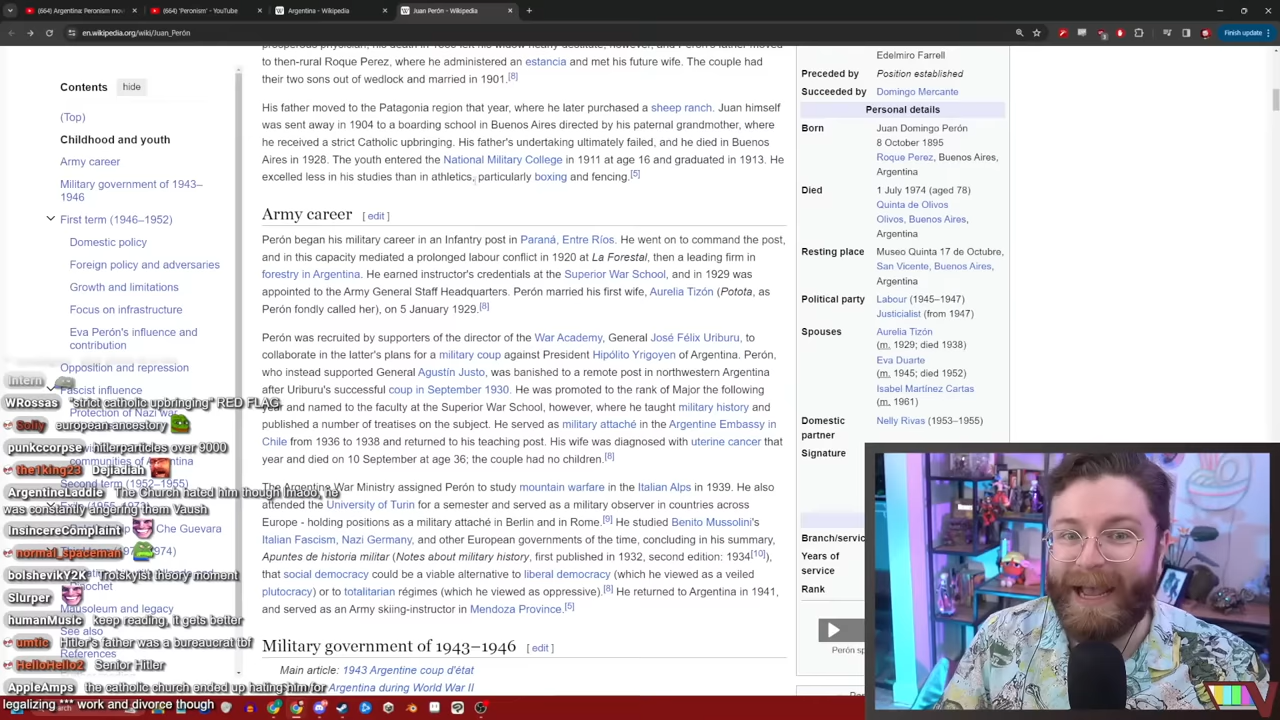 (664) Argentina: Peronism mov
(664) 'Peronism' - YouTube
Argentina - Wikipedia
Juan Perón - Wikipedia
en.wikipedia.org/wiki/Juan_Perón
Finish update
Contents
hide
(Top)
Childhood and youth
Army career
Military government of 1943–
1946
First term (1946–1952)
Domestic policy
Foreign policy and adversaries
Growth and limitations
Focus on infrastructure
Eva Perón's influence and
contribution
Opposition and repression
Fascist influence
Protection of Nazi war
communities of Argentina
Second term (1952–1955)
Che Guevara
Mausoleum and legacy
See also
References
to then-rural Roque Perez, where he administered an estancia and met his future wife. The couple had
their two sons out of wedlock and married in 1901.[8]
His father moved to the Patagonia region that year, where he later purchased a sheep ranch. Juan himself
was sent away in 1904 to a boarding school in Buenos Aires directed by his paternal grandmother, where
he received a strict Catholic upbringing. His father's undertaking ultimately failed, and he died in Buenos
Aires in 1928. The youth entered the National Military College in 1911 at age 16 and graduated in 1913. He
excelled less in his studies than in athletics, particularly boxing and fencing.[5]
Army career [ edit ]
Perón began his military career in an Infantry post in Paraná, Entre Ríos. He went on to command the post,
and in this capacity mediated a prolonged labour conflict in 1920 at La Forestal, then a leading firm in
forestry in Argentina. He earned instructor's credentials at the Superior War School, and in 1929 was
appointed to the Army General Staff Headquarters. Perón married his first wife, Aurelia Tizón (Potota, as
Perón fondly called her), on 5 January 1929.[8]
Perón was recruited by supporters of the director of the War Academy, General José Félix Uriburu, to
collaborate in the latter's plans for a military coup against President Hipólito Yrigoyen of Argentina. Perón,
who instead supported General Agustín Justo, was banished to a remote post in northwestern Argentina
after Uriburu's successful coup in September 1930. He was promoted to the rank of Major the following
year and named to the faculty at the Superior War School, however, where he taught military history and
published a number of treatises on the subject. He served as military attaché in the Argentine Embassy in
Chile from 1936 to 1938 and returned to his teaching post. His wife was diagnosed with uterine cancer that
year and died on 10 September at age 36; the couple had no children.[8]
The Argentine War Ministry assigned Perón to study mountain warfare in the Italian Alps in 1939. He also
attended the University of Turin for a semester and served as a military observer in countries across
Europe - holding positions as a military attaché in Berlin and in Rome.[9] He studied Benito Mussolini's
Italian Fascism, Nazi Germany, and other European governments of the time, concluding in his summary,
Apuntes de historia militar (Notes about military history, first published in 1932, second edition: 1934[10]),
that social democracy could be a viable alternative to liberal democracy (which he viewed as a veiled
plutocracy) or to totalitarian régimes (which he viewed as oppressive).[8] He returned to Argentina in 1941,
and served as an Army skiing-instructor in Mendoza Province.[5]
Military government of 1943–1946 [ edit ]
Main article: 1943 Argentine coup d'état
Argentina during World War II
Edelmiro Farrell
Preceded by Position established
Succeeded by Domingo Mercante
Personal details
Born Juan Domingo Perón
8 October 1895
Roque Perez, Buenos Aires,
Argentina
Died 1 July 1974 (aged 78)
Quinta de Olivos
Olivos, Buenos Aires,
Argentina
Resting place Museo Quinta 17 de Octubre,
San Vicente, Buenos Aires,
Argentina
Political party Labour (1945–1947)
Justicialist (from 1947)
Spouses Aurelia Tizón
(m. 1929; died 1938)
Eva Duarte
(m. 1945; died 1952)
Isabel Martínez Cartas
(m. 1961)
Domestic Nelly Rivas (1953–1955)
partner
Signature
Branch/service
Years of
service
Rank
Intern
WRossas "strict catholic upbringing" RED FLAG
Solly european ancestory
punkccorpse hitlerparticles over 9000
the1king23 Dejladian
ArgentineLaddie The Church hated him though lmaoo, he
was constantly angering them Vaush
InsincereComplaint
normal_spaceman
bolshevikY2K Trotskyist theory moment
Slurper
humanMusic keep reading, it gets better
umtic Hitler's father was a bureaucrat tbf
HelloHello2 Senior Hitler
AppleAmps the catholic church ended up hating him for
legalizing *** work and divorce though